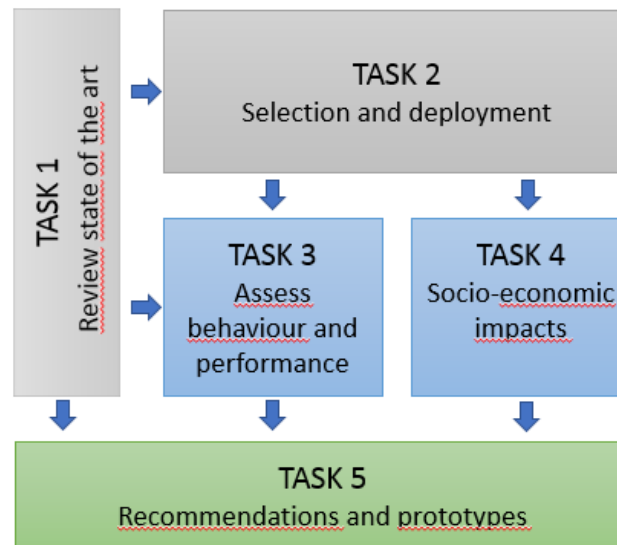 TASK 1
Review state of the art
TASK 2
Selection and deployment
TASK 3
Assess
behaviour and
performance
TASK 4
Socio-economic
impacts
TASK 5
Recommendations and prototypes